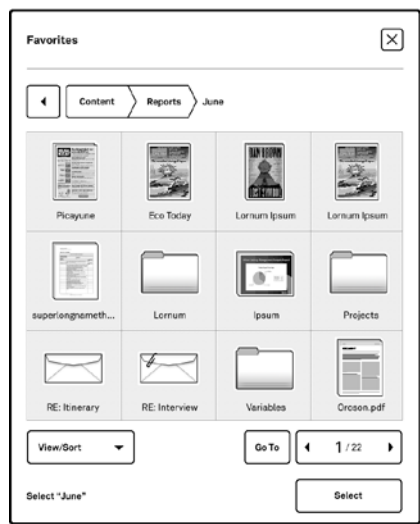 Favorites
Content Reports June
Picayune Eco Today Lornum Ipsum Lornum Ipsum
superlongnameth... Lornum Ipsum Projects
RE: Itinerary RE: Interview Variables Orcson.pdf
View/Sort Go To 1 / 22
Select "June" Select